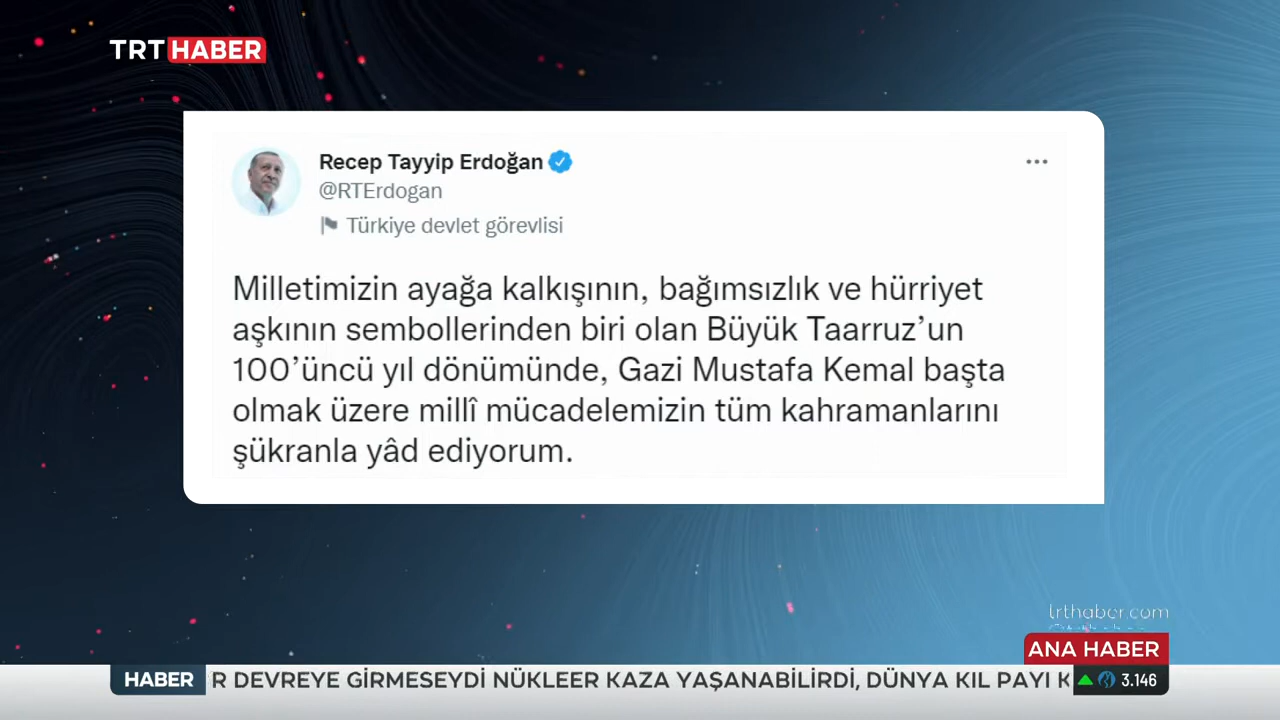 TRT HABER
Recep Tayyip Erdoğan
@RTErdogan
Türkiye devlet görevlisi
Milletimizin ayağa kalkışının, bağımsızlık ve hürriyet
aşkının sembollerinden biri olan Büyük Taarruz’un
100’üncü yıl dönümünde, Gazi Mustafa Kemal başta
olmak üzere millî mücadelemizin tüm kahramanlarını
şükranla yâd ediyorum.
trthaber.com
ANA HABER
HABER R DEVREYE GİRMESEYDİ NÜKLEER KAZA YAŞANABİLİRDİ, DÜNYA KIL PAYI K 3.146